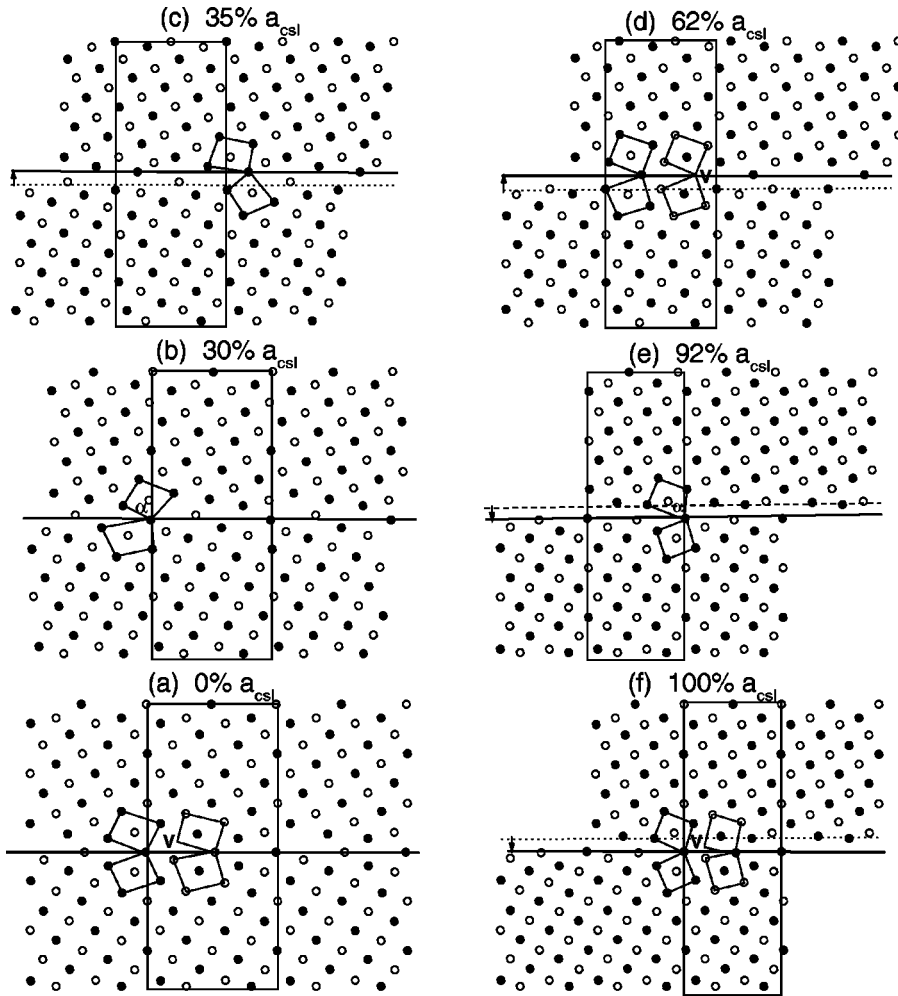 (c) 35% a_csl
(d) 62% a_csl
v
(b) 30% a_csl
(e) 92% a_csl
α
α
(a) 0% a_csl
(f) 100% a_csl
v
v